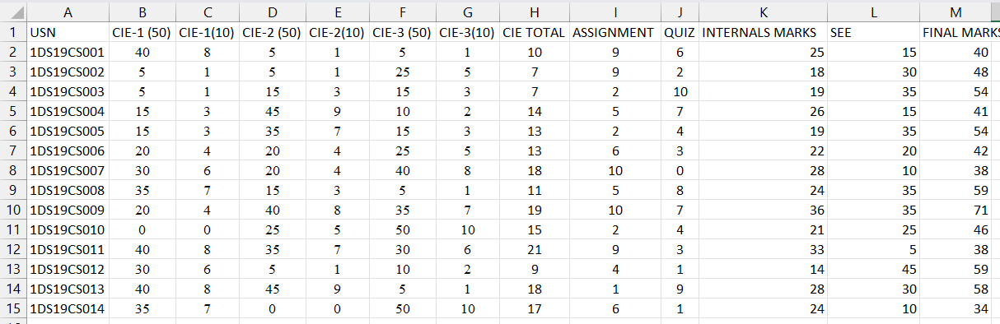 A B C D E F G H I J K L M
1 USN CIE-1 (50) CIE-1(10) CIE-2 (50) CIE-2(10) CIE-3 (50) CIE-3(10) CIE TOTAL ASSIGNMENT QUIZ INTERNALS MARKS SEE FINAL MARKS
2 1DS19CS001 40 8 5 1 5 1 10 9 6 25 15 40
3 1DS19CS002 5 1 5 1 25 5 7 9 2 18 30 48
4 1DS19CS003 5 1 15 3 15 3 7 2 10 19 35 54
5 1DS19CS004 15 3 45 9 10 2 14 5 7 26 15 41
6 1DS19CS005 15 3 35 7 15 3 13 2 4 19 35 54
7 1DS19CS006 20 4 20 4 25 5 13 6 3 22 20 42
8 1DS19CS007 30 6 20 4 40 8 18 10 0 28 10 38
9 1DS19CS008 35 7 15 3 5 1 11 5 8 24 35 59
10 1DS19CS009 20 4 40 8 35 7 19 10 7 36 35 71
11 1DS19CS010 0 0 25 5 50 10 15 2 4 21 25 46
12 1DS19CS011 40 8 35 7 30 6 21 9 3 33 5 38
13 1DS19CS012 30 6 5 1 10 2 9 4 1 14 45 59
14 1DS19CS013 40 8 45 9 5 1 18 1 9 28 30 58
15 1DS19CS014 35 7 0 0 50 10 17 6 1 24 10 34